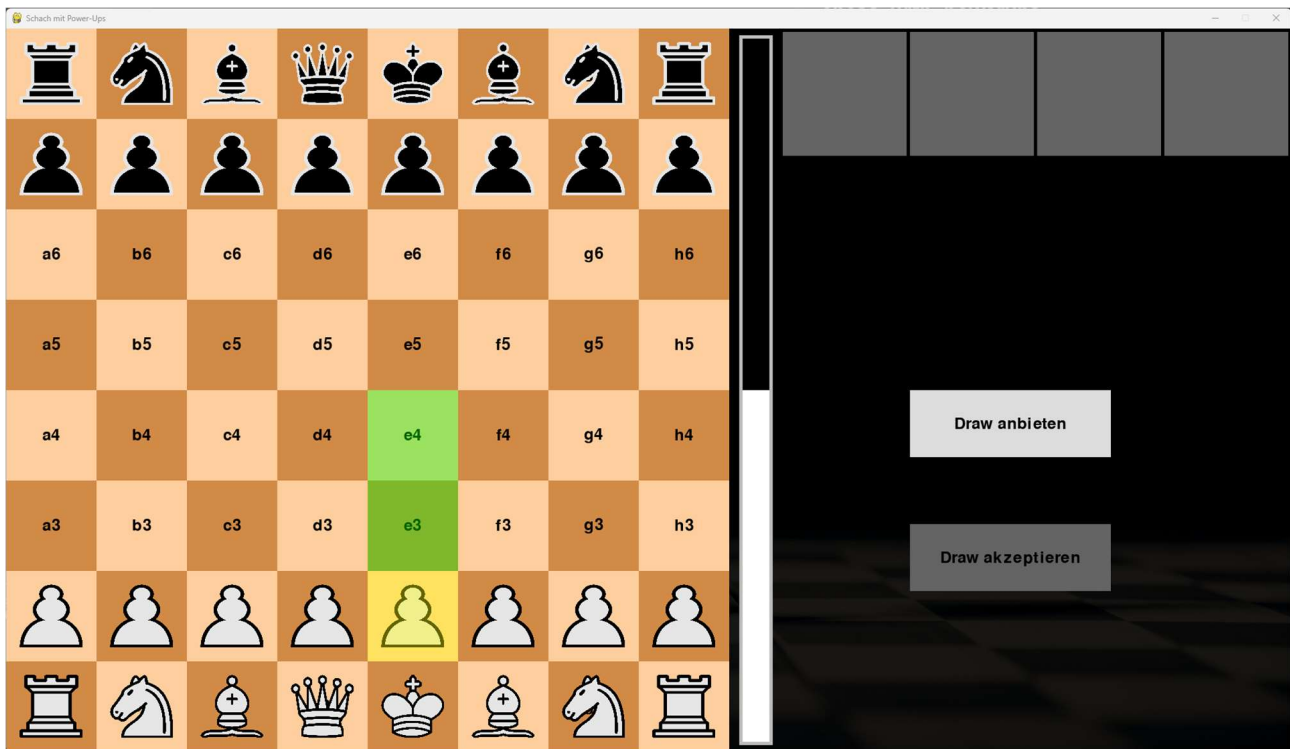 Schach mit Power-Ups
a6 b6 c6 d6 e6 f6 g6 h6
a5 b5 c5 d5 e5 f5 g5 h5
a4 b4 c4 d4 e4 f4 g4 h4
Draw anbieten
a3 b3 c3 d3 e3 f3 g3 h3
Draw akzeptieren